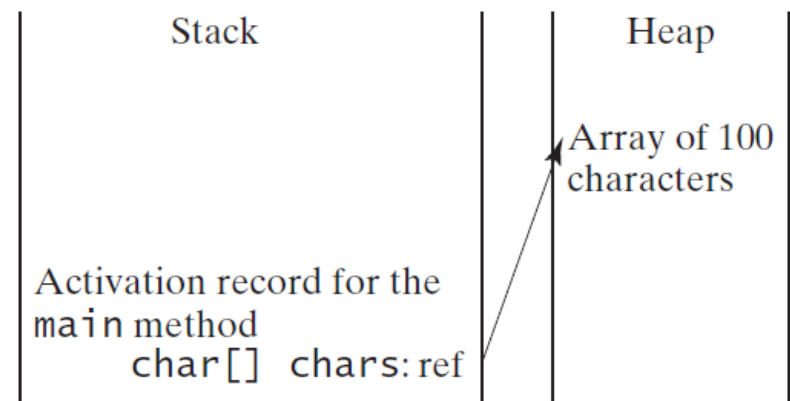 Stack
Heap
Array of 100
characters
Activation record for the
main method
char[] chars: ref